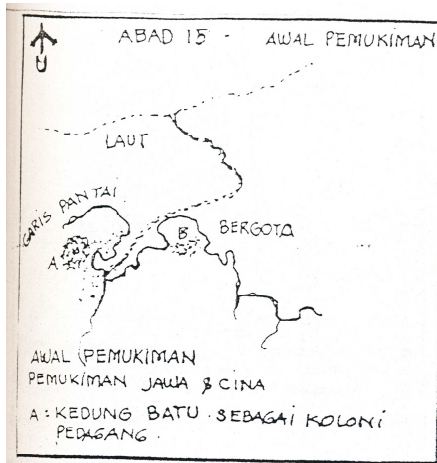 ABAD 15 - AWAL PEMUKIMAN
U
LAUT
GARIS PANTAI
BERGOTA
B
A
AWAL PEMUKIMAN
PEMUKIMAN JAWA & CINA
A : KEDUNG BATU . SEBAGAI KOLONI
PEDAGANG .